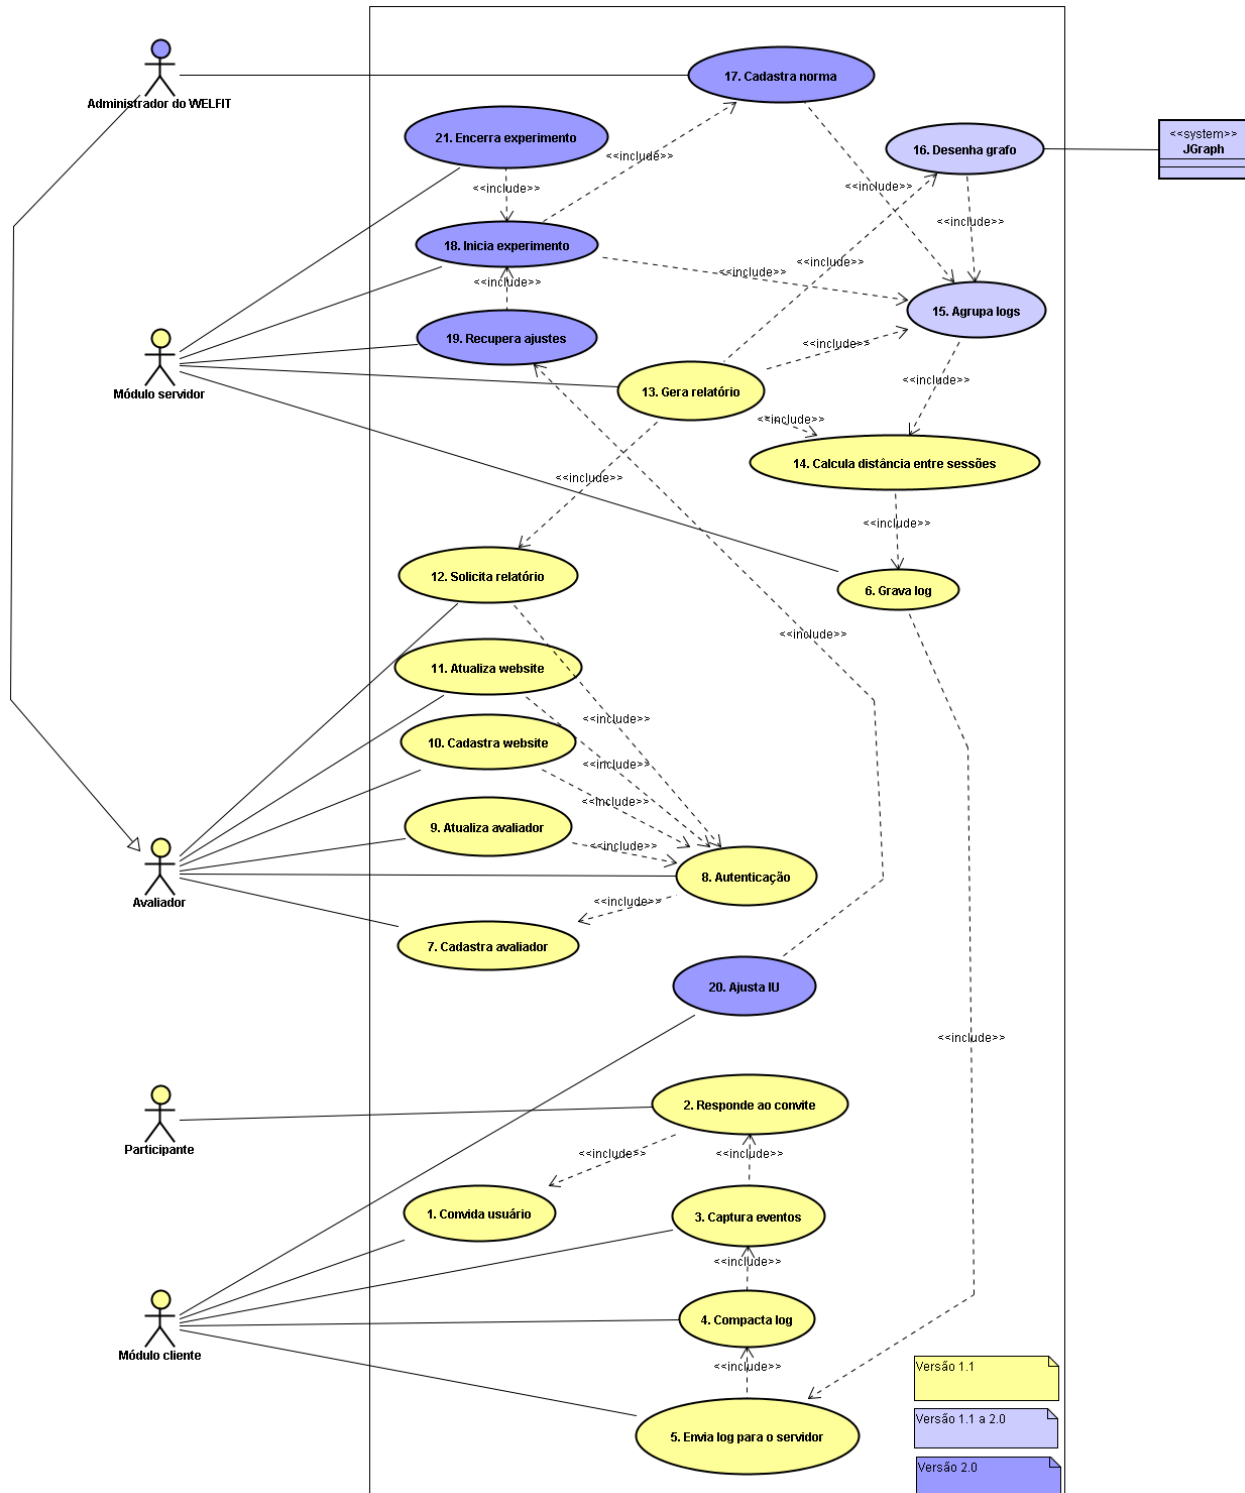 17. Cadastra norma
Administrador do WELFIT
21. Encerra experimento
<<system>>
JGraph
16. Desenha grafo
<<include>>
<<include>>
<<include>>
<<include>>
18. Inicia experimento
<<include>>
<<include>>
<<include>>
15. Agrupa logs
19. Recupera ajustes
<<include>>
<<include>>
Módulo servidor
13. Gera relatório
<<include>>
14. Calcula distância entre sessões
<<include>>
<<include>>
12. Solicita relatório
6. Grava log
<<include>>
11. Atualiza website
<<include>>
10. Cadastra website
<<include>>
<<include>>
9. Atualiza avaliador
<<include>>
8. Autenticação
Avaliador
<<include>>
7. Cadastra avaliador
20. Ajusta IU
<<include>>
2. Responde ao convite
Participante
<<include>>
<<include>>
1. Convida usuário
3. Captura eventos
<<include>>
4. Compacta log
Módulo cliente
<<include>>
Versão 1.1
Versão 1.1 a 2.0
5. Envia log para o servidor
Versão 2.0